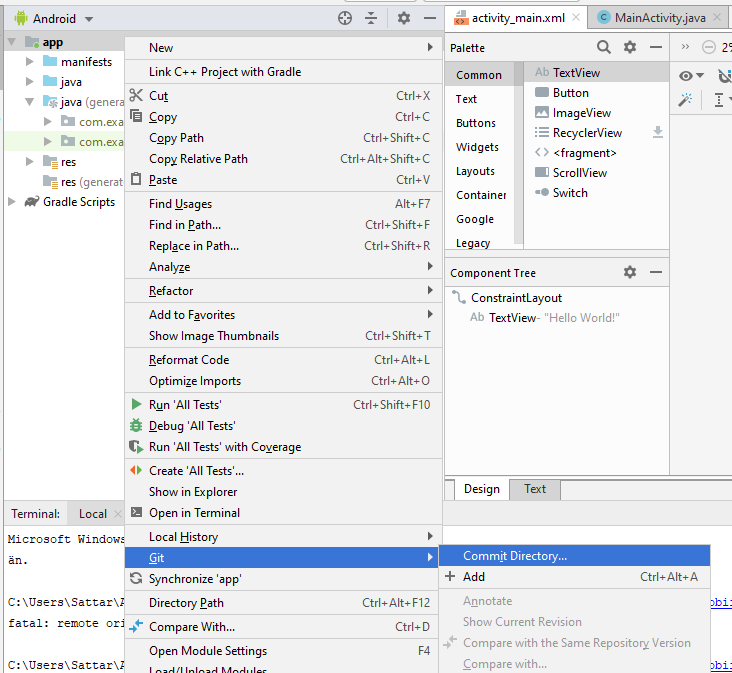 Android
activity_main.xml
MainActivity.java
app
manifests
java
java (genera
com.exa
com.exa
res
res (generat
Gradle Scripts
New
Link C++ Project with Gradle
Cut Ctrl+X
Copy Ctrl+C
Copy Path Ctrl+Shift+C
Copy Relative Path Ctrl+Alt+Shift+C
Paste Ctrl+V
Find Usages Alt+F7
Find in Path... Ctrl+Shift+F
Replace in Path... Ctrl+Shift+R
Analyze
Refactor
Add to Favorites
Show Image Thumbnails Ctrl+Shift+T
Reformat Code Ctrl+Alt+L
Optimize Imports Ctrl+Alt+O
Run 'All Tests' Ctrl+Shift+F10
Debug 'All Tests'
Run 'All Tests' with Coverage
Create 'All Tests'...
Show in Explorer
Open in Terminal
Local History
Git
Synchronize 'app'
Directory Path Ctrl+Alt+F12
Compare With... Ctrl+D
Open Module Settings F4
Load/Unload Modules
Palette
Common
Text
Buttons
Widgets
Layouts
Container
Google
Legacy
Ab TextView
Button
ImageView
RecyclerView
<fragment>
ScrollView
Switch
Component Tree
ConstraintLayout
Ab TextView- "Hello World!"
Design Text
Commit Directory...
Add Ctrl+Alt+A
Annotate
Show Current Revision
Compare with the Same Repository Version
Compare with...
Terminal: Local
Microsoft Windows
än.
C:\Users\Sattar\A
fatal: remote ori
C:\Users\Sattar\A